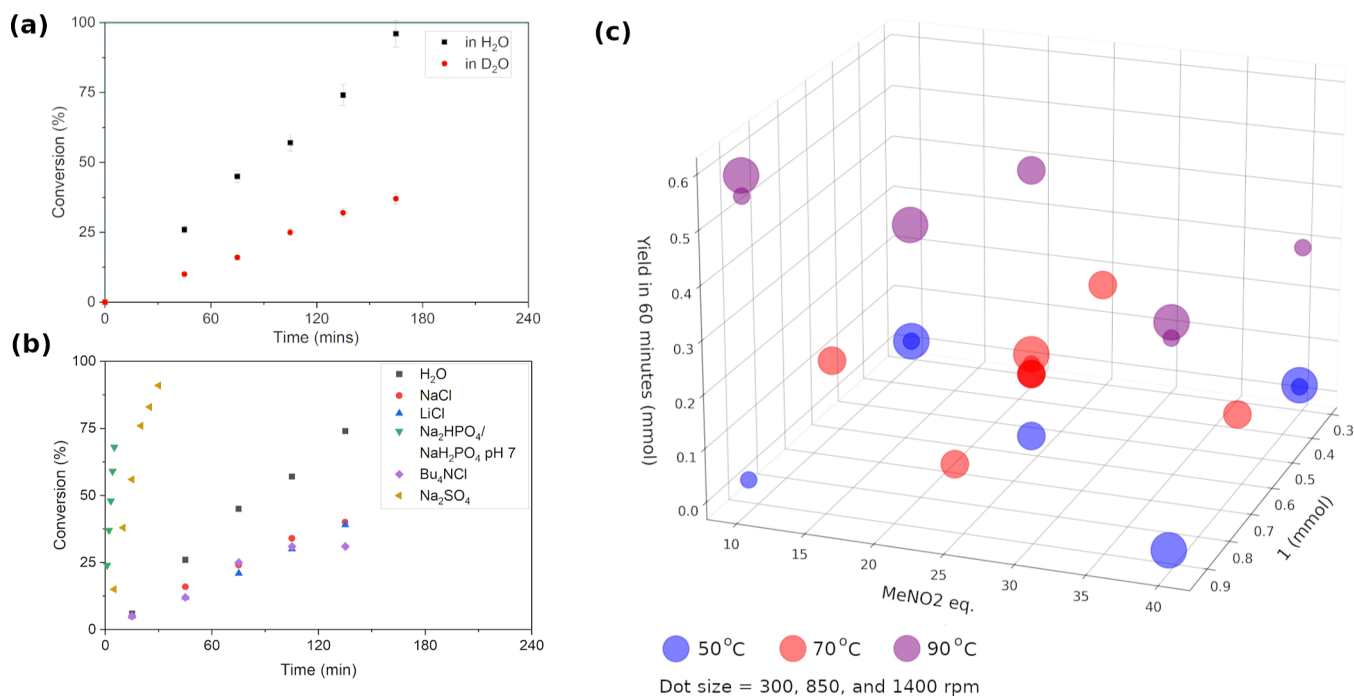 (a)
100
75
50
25
0
Conversion (%)
in H₂O
in D₂O
0 60 120 180 240
Time (mins)
(b)
100
75
50
25
0
Conversion (%)
H₂O
NaCl
LiCl
Na₂HPO₄/
NaH₂PO₄ pH 7
Bu₄NCl
Na₂SO₄
0 60 120 180 240
Time (min)
(c)
0.6
0.5
0.4
0.3
0.2
0.1
0.0
Yield in 60 minutes (mmol)
10 15 20 25 30 35 40
MeNO2 eq.
0.3
0.4
0.5
0.6
0.7
0.8
0.9
1 (mmol)
50°C 70°C 90°C
Dot size = 300, 850, and 1400 rpm